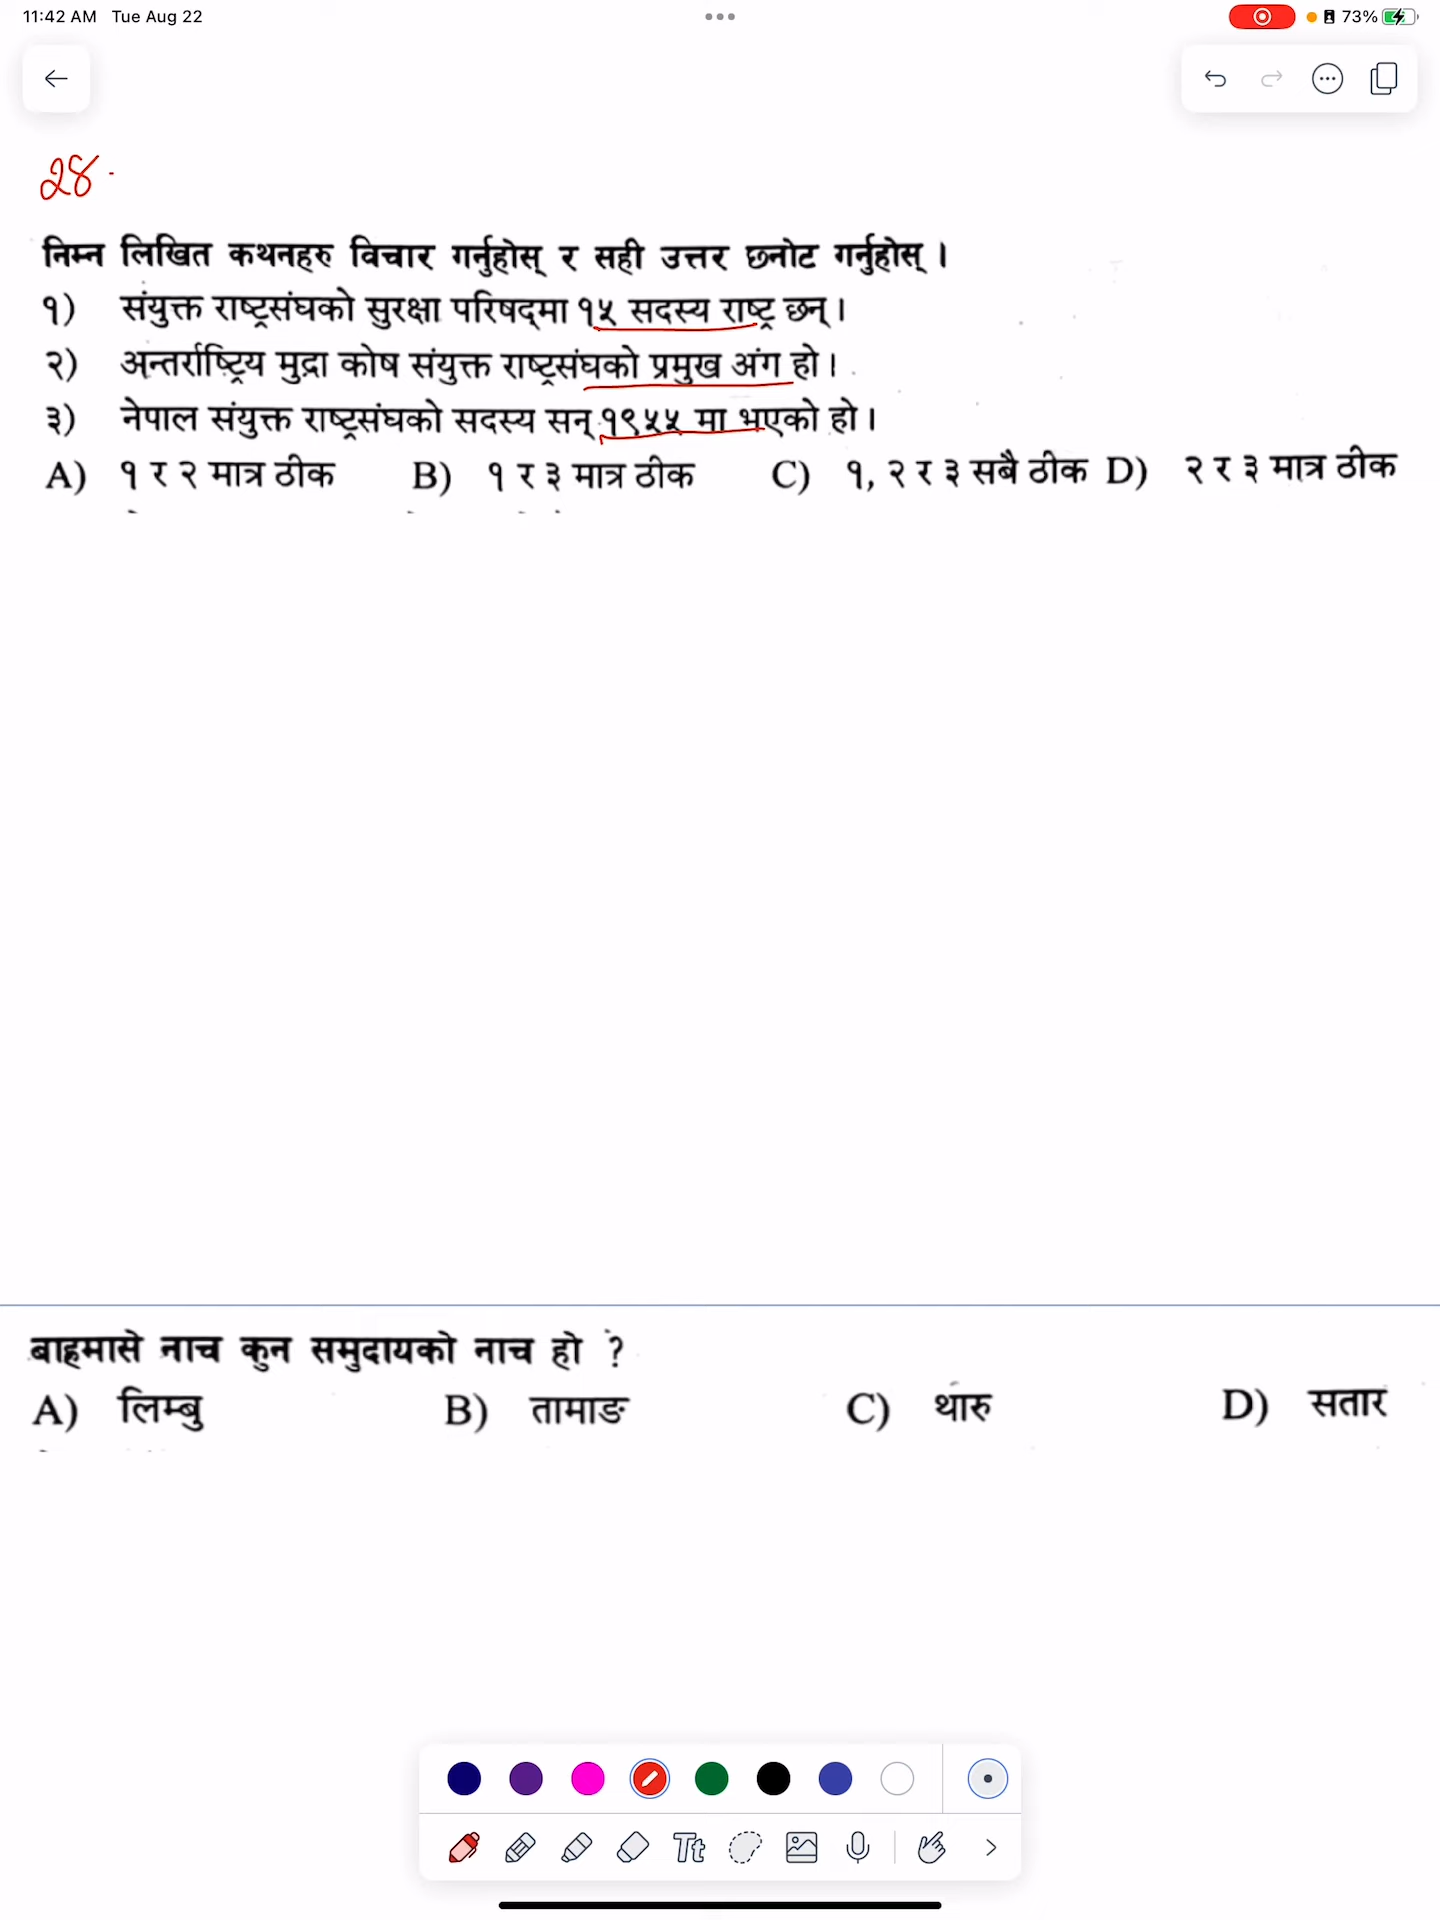 11:42 AM Tue Aug 22
73%
28.
निम्न लिखित कथनहरु विचार गर्नुहोस् र सही उत्तर छनोट गर्नुहोस् ।
१) संयुक्त राष्ट्रसंघको सुरक्षा परिषद्मा १५ सदस्य राष्ट्र छन् ।
२) अन्तर्राष्ट्रिय मुद्रा कोष संयुक्त राष्ट्रसंघको प्रमुख अंग हो ।
३) नेपाल संयुक्त राष्ट्रसंघको सदस्य सन् १९५५ मा भएको हो ।
A) १ र २ मात्र ठीक B) १ र ३ मात्र ठीक C) १, २ र ३ सबै ठीक D) २ र ३ मात्र ठीक
बाह्रमासे नाच कुन समुदायको नाच हो ?
A) लिम्बु B) तामाङ C) थारु D) सतार
Tt